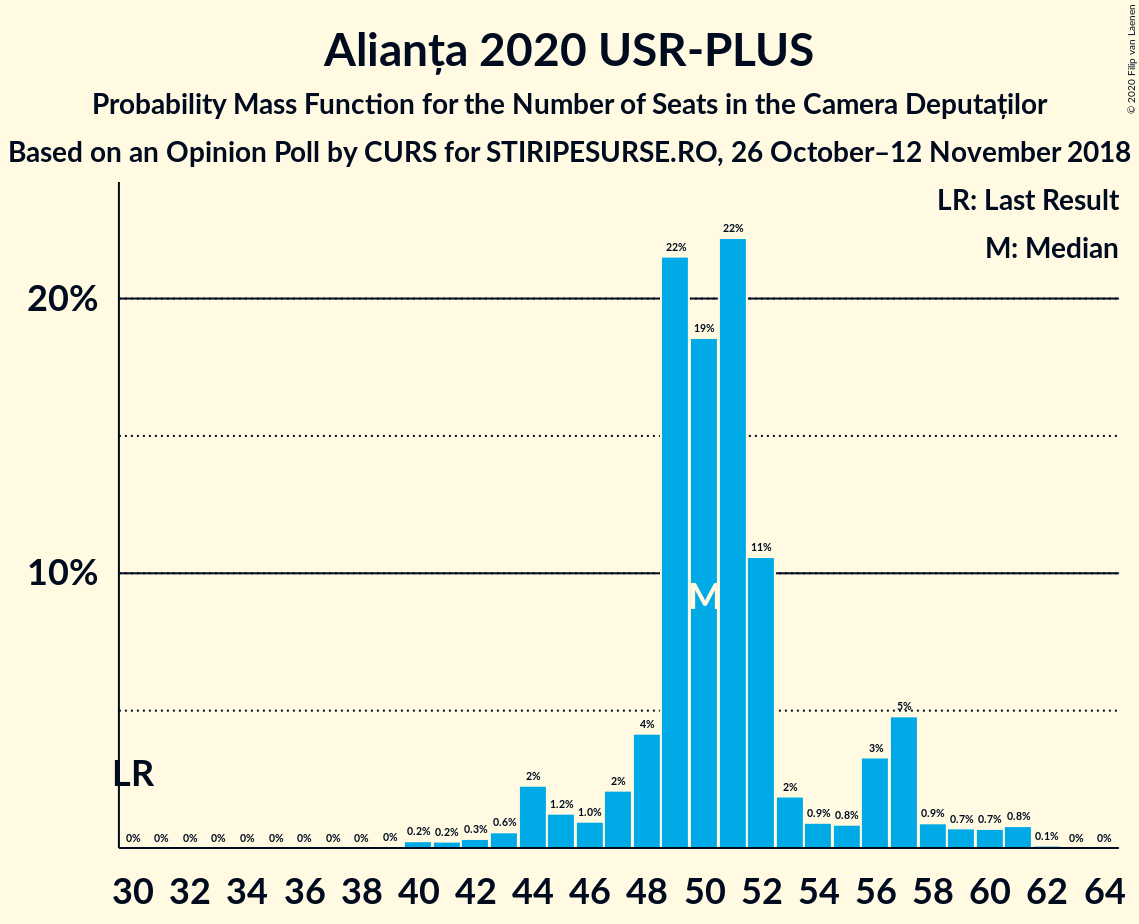 Alianța 2020 USR-PLUS
Probability Mass Function for the Number of Seats in the Camera Deputaților
Based on an Opinion Poll by CURS for STIRIPESURSE.RO, 26 October–12 November 2018
© 2020 Filip van Laenen
LR: Last Result
M: Median
20%
10%
LR
M
0% 0% 0% 0% 0% 0% 0% 0% 0% 0% 0.2% 0.2% 0.3% 0.6% 2% 1.2% 1.0% 2% 4% 22% 19% 22% 11% 2% 0.9% 0.8% 3% 5% 0.9% 0.7% 0.7% 0.8% 0.1% 0% 0%
30 32 34 36 38 40 42 44 46 48 50 52 54 56 58 60 62 64